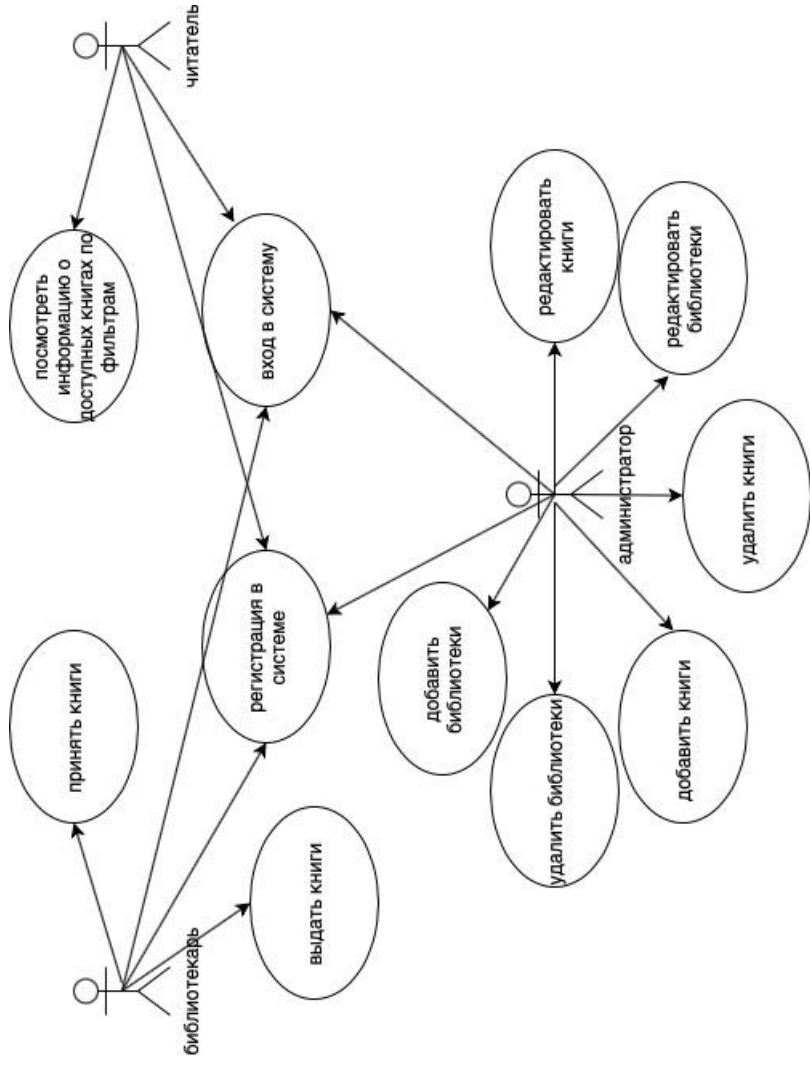 библиотекарь
принять книги
выдать книги
регистрация в
системе
посмотреть
информацию о
доступных книгах по
фильтрам
вход в систему
читатель
добавить
библиотеки
удалить библиотеки
добавить книги
администратор
удалить книги
редактировать
книги
редактировать
библиотеки